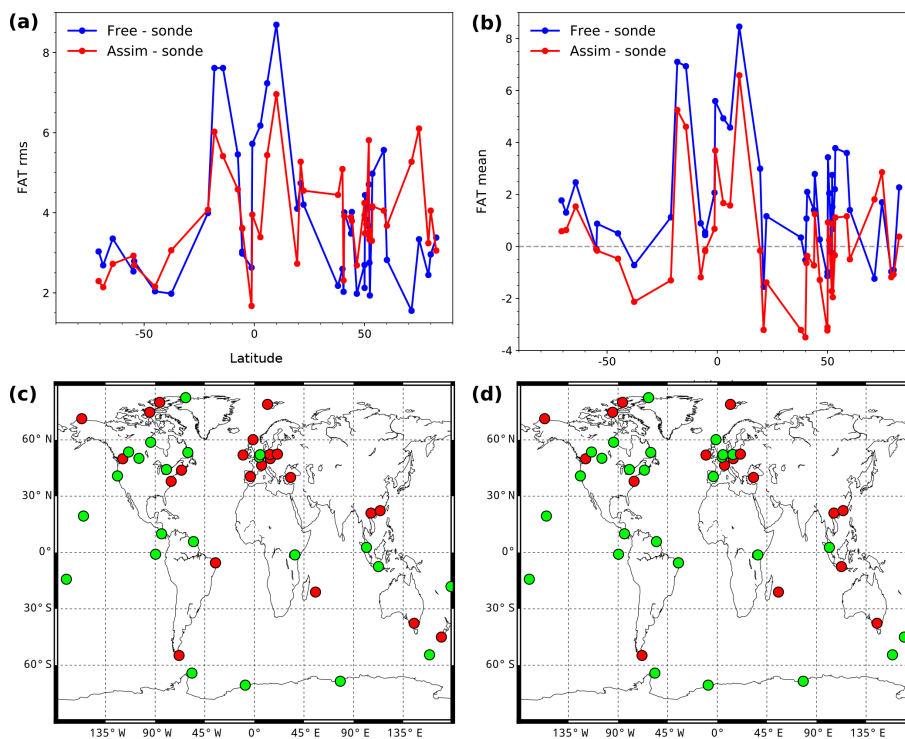 (a)
Free - sonde
Assim - sonde
FAT rms
8
6
4
2
-50
0
50
Latitude
(b)
Free - sonde
Assim - sonde
FAT mean
8
6
4
2
0
-2
-4
-50
0
50
(c)
60° N
30° N
0°
30° S
60° S
135° W 90° W 45° W 0° 45° E 90° E 135° E
(d)
60° N
30° N
0°
30° S
60° S
135° W 90° W 45° W 0° 45° E 90° E 135° E